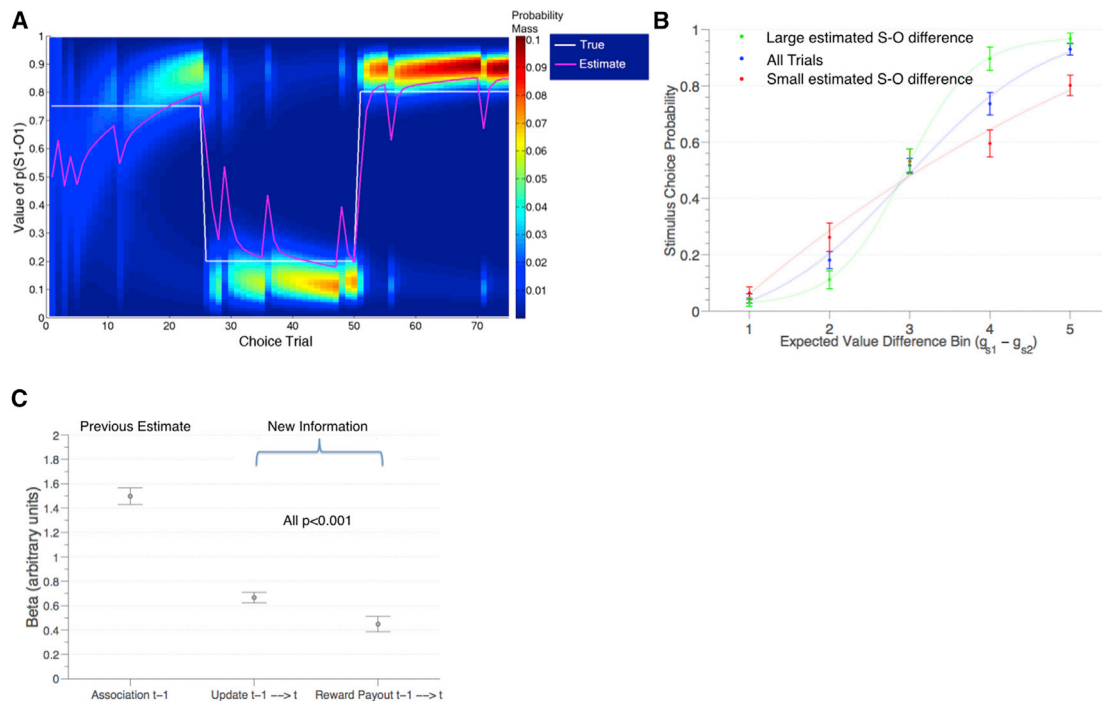 A
Probability
Mass
True
Estimate
Value of p(S1-O1)
1
0.9
0.8
0.7
0.6
0.5
0.4
0.3
0.2
0.1
0
0 10 20 30 40 50 60 70
Choice Trial
0.1
0.09
0.08
0.07
0.06
0.05
0.04
0.03
0.02
0.01
B
Large estimated S-O difference
All Trials
Small estimated S-O difference
Stimulus Choice Probability
1
0.8
0.6
0.4
0.2
0
1 2 3 4 5
Expected Value Difference Bin (gs1 − gs2)
C
Previous Estimate New Information
All p<0.001
Beta (arbitrary units)
2
1.8
1.6
1.4
1.2
1
0.8
0.6
0.4
0.2
0
Association t−1 Update t−1 −−> t Reward Payout t−1 −−> t